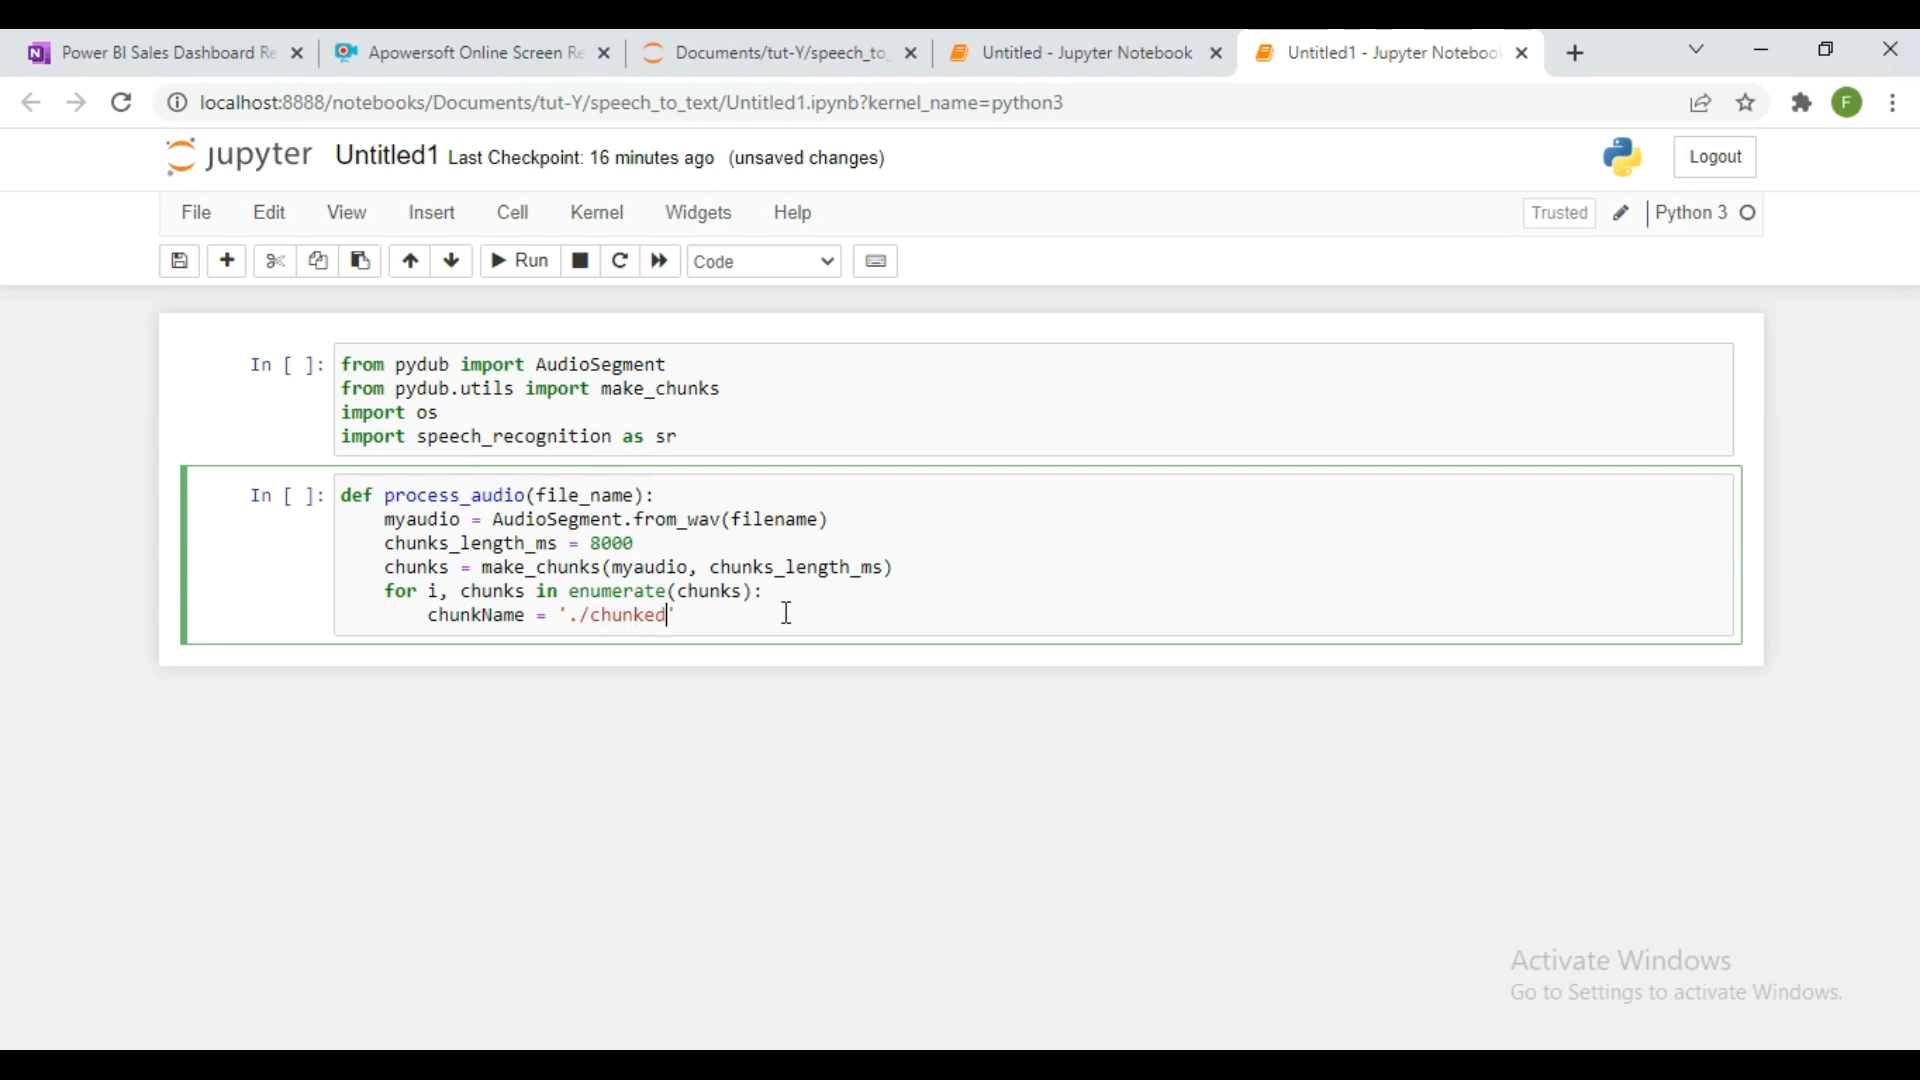 Power BI Sales Dashboard Re
Apowersoft Online Screen Re
Documents/tut-Y/speech_to_
Untitled - Jupyter Notebook
Untitled1 - Jupyter Notebook
localhost:8888/notebooks/Documents/tut-Y/speech_to_text/Untitled1.ipynb?kernel_name=python3
F
jupyter Untitled1 Last Checkpoint: 16 minutes ago (unsaved changes)
Logout
File Edit View Insert Cell Kernel Widgets Help
Trusted
Python 3
Run
Code
In [ ]:
from pydub import AudioSegment
from pydub.utils import make_chunks
import os
import speech_recognition as sr
In [ ]:
def process_audio(file_name):
    myaudio = AudioSegment.from_wav(filename)
    chunks_length_ms = 8000
    chunks = make_chunks(myaudio, chunks_length_ms)
    for i, chunks in enumerate(chunks):
        chunkName = './chunked'
Activate Windows
Go to Settings to activate Windows.